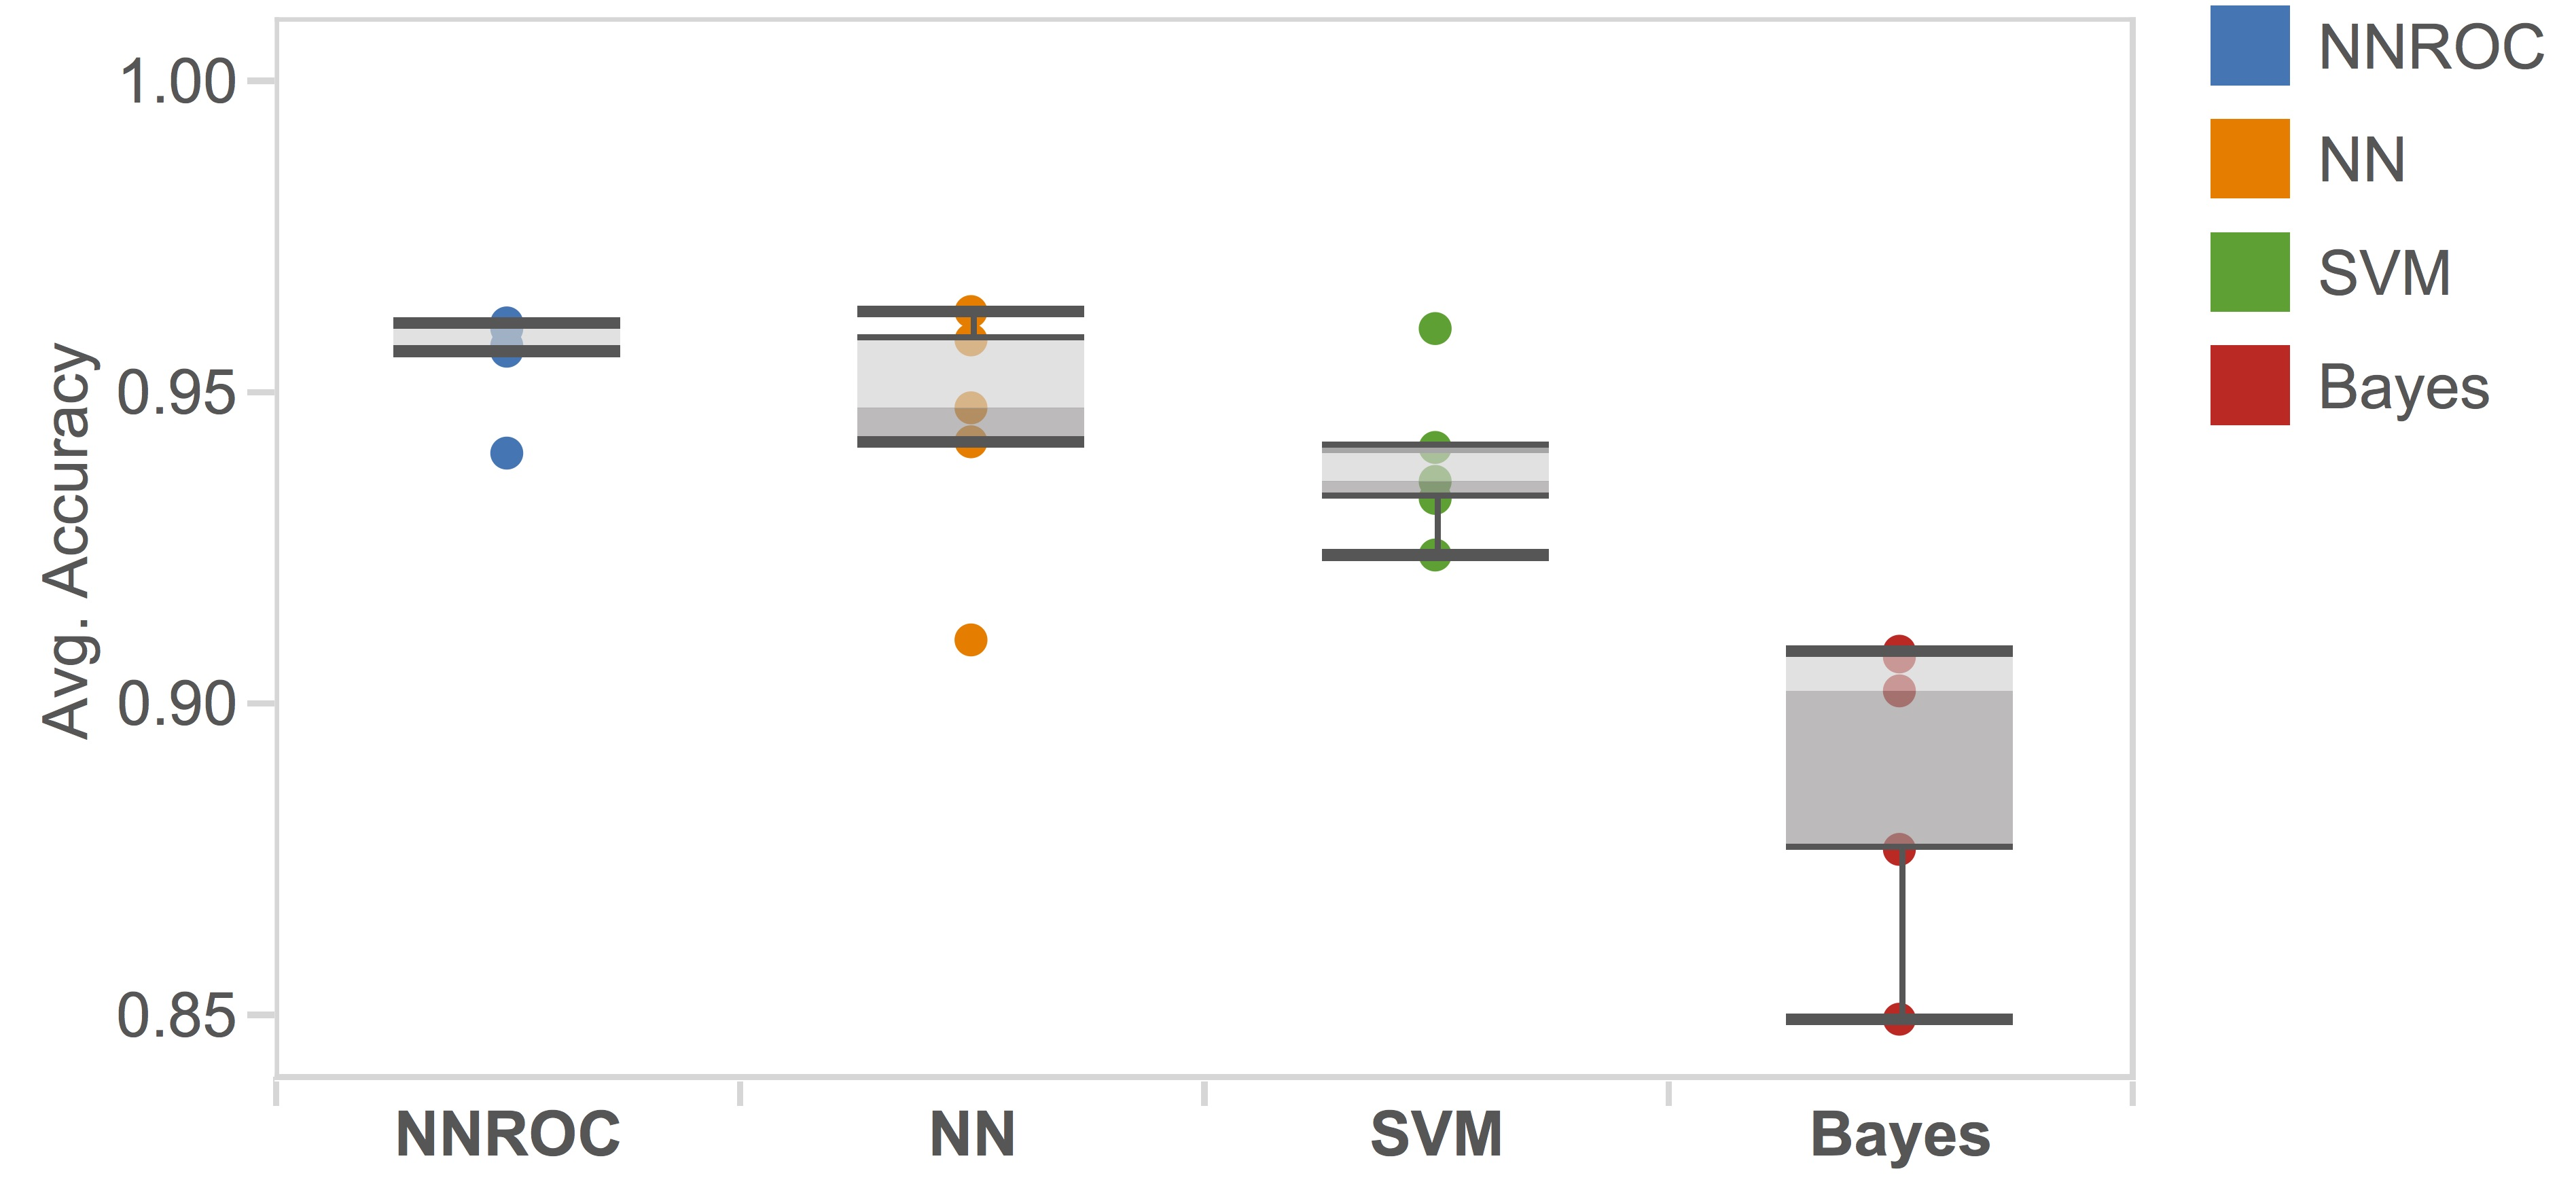 Avg. Accuracy
1.00
0.95
0.90
0.85
NNROC
NN
SVM
Bayes
NNROC
NN
SVM
Bayes